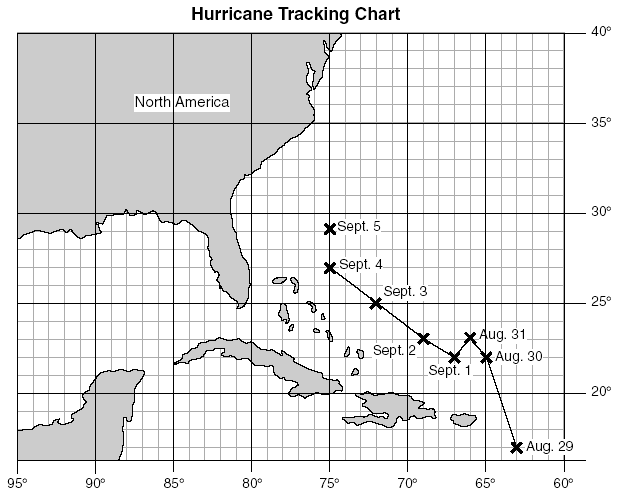 Hurricane Tracking Chart
40°
North America
35°
30°
Sept. 5
Sept. 4
Sept. 3
25°
Aug. 31
Sept. 2
Aug. 30
Sept. 1
20°
Aug. 29
95° 90° 85° 80° 75° 70° 65° 60°